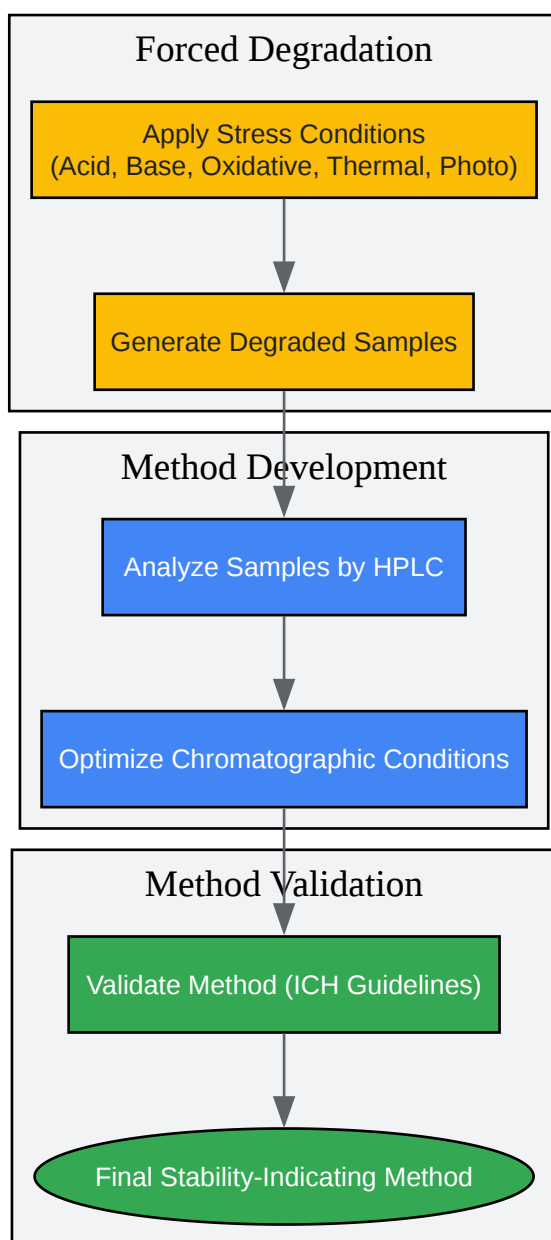 Forced Degradation
Apply Stress Conditions
(Acid, Base, Oxidative, Thermal, Photo)
Generate Degraded Samples
Method Development
Analyze Samples by HPLC
Optimize Chromatographic Conditions
Method Validation
Validate Method (ICH Guidelines)
Final Stability-Indicating Method